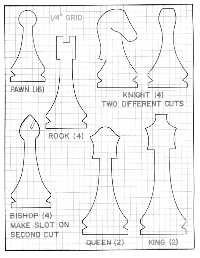 1/4" GRID
PAWN (16)
KNIGHT (4)
TWO DIFFERENT CUTS
ROOK (4)
BISHOP (4)
MAKE SLOT ON
SECOND CUT
QUEEN (2)
KING (2)